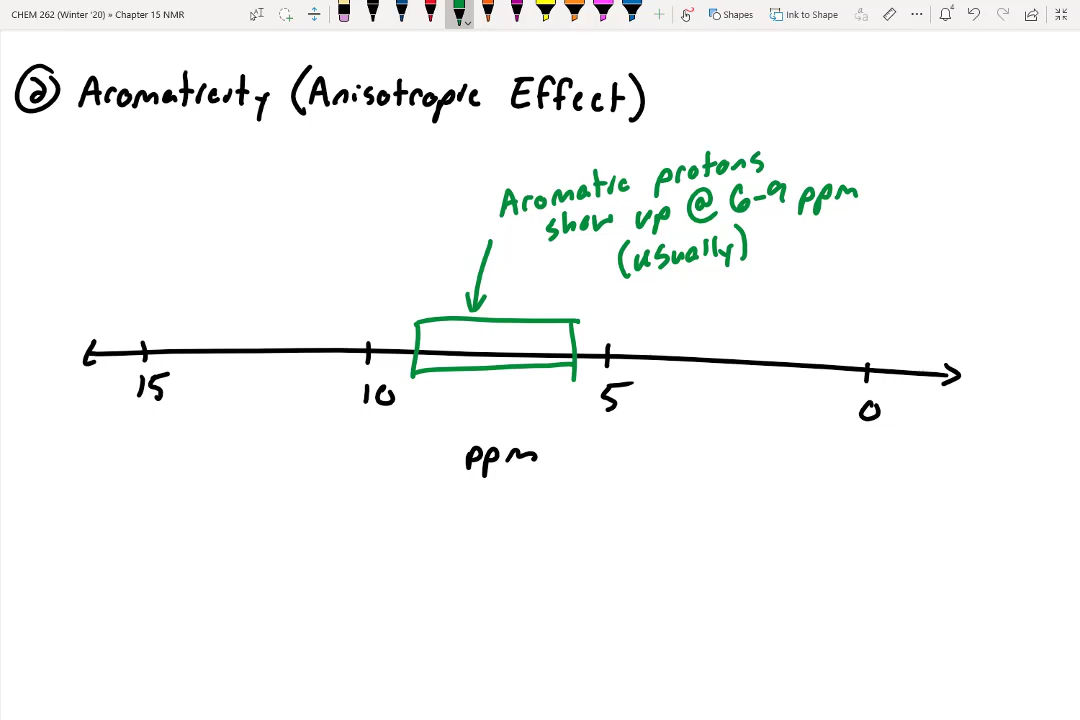 CHEM 262 (Winter '20) » Chapter 15 NMR
Shapes
Ink to Shape
② Aromaticity (Anisotropic Effect)
Aromatic protons
show up @ 6-9 ppm
(usually)
15
10
5
0
ppm